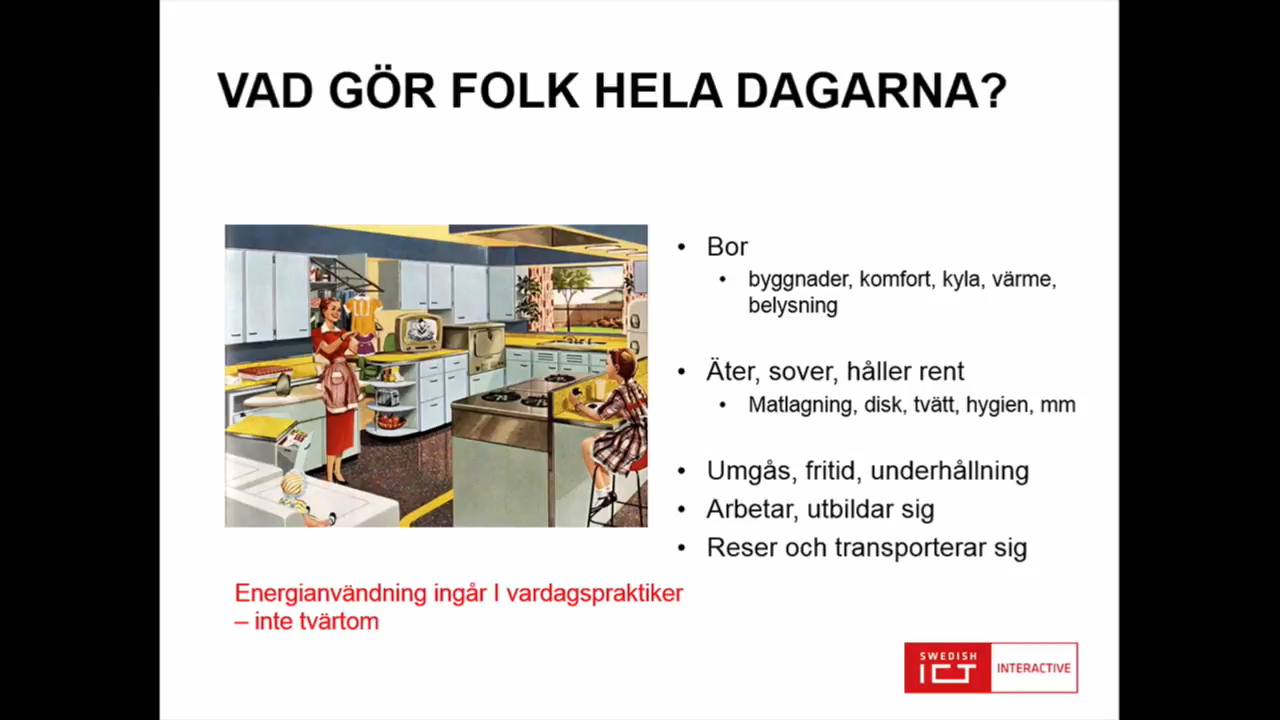 VAD GÖR FOLK HELA DAGARNA?
• Bor
• byggnader, komfort, kyla, värme,
belysning
• Äter, sover, håller rent
• Matlagning, disk, tvätt, hygien, mm
• Umgås, fritid, underhållning
• Arbetar, utbildar sig
• Reser och transporterar sig
Energianvändning ingår I vardagspraktiker
– inte tvärtom
SWEDISH
ICT
INTERACTIVE